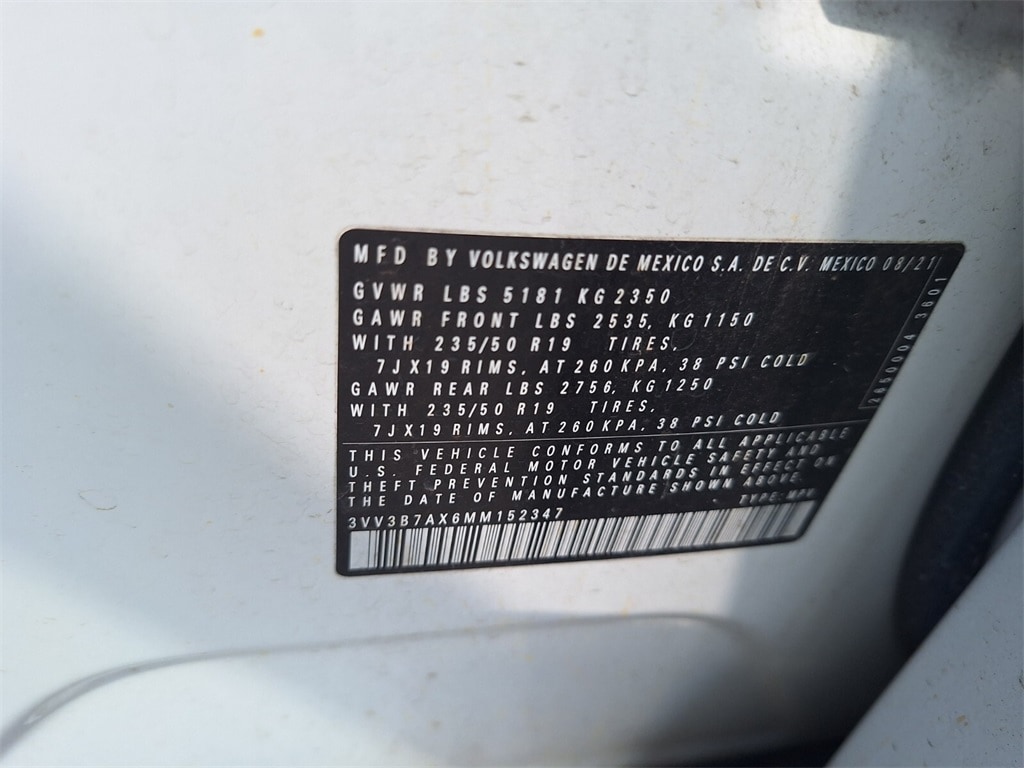 MFD BY VOLKSWAGEN DE MEXICO S.A. DE C.V. MEXICO 08/21
GVWR LBS 5181 KG 2350
GAWR FRONT LBS 2535, KG 1150
WITH 235/50 R19 TIRES,
7JX19 RIMS, AT 260 KPA, 38 PSI COLD
GAWR REAR LBS 2756, KG 1250
WITH 235/50 R19 TIRES,
7JX19 RIMS, AT 260 KPA, 38 PSI COLD
THIS VEHICLE CONFORMS TO ALL APPLICABLE
U.S. FEDERAL MOTOR VEHICLE SAFETY AND
THEFT PREVENTION STANDARDS IN EFFECT ON
THE DATE OF MANUFACTURE SHOWN ABOVE.
TYPE: MPV
3VV3B7AX6MM152347